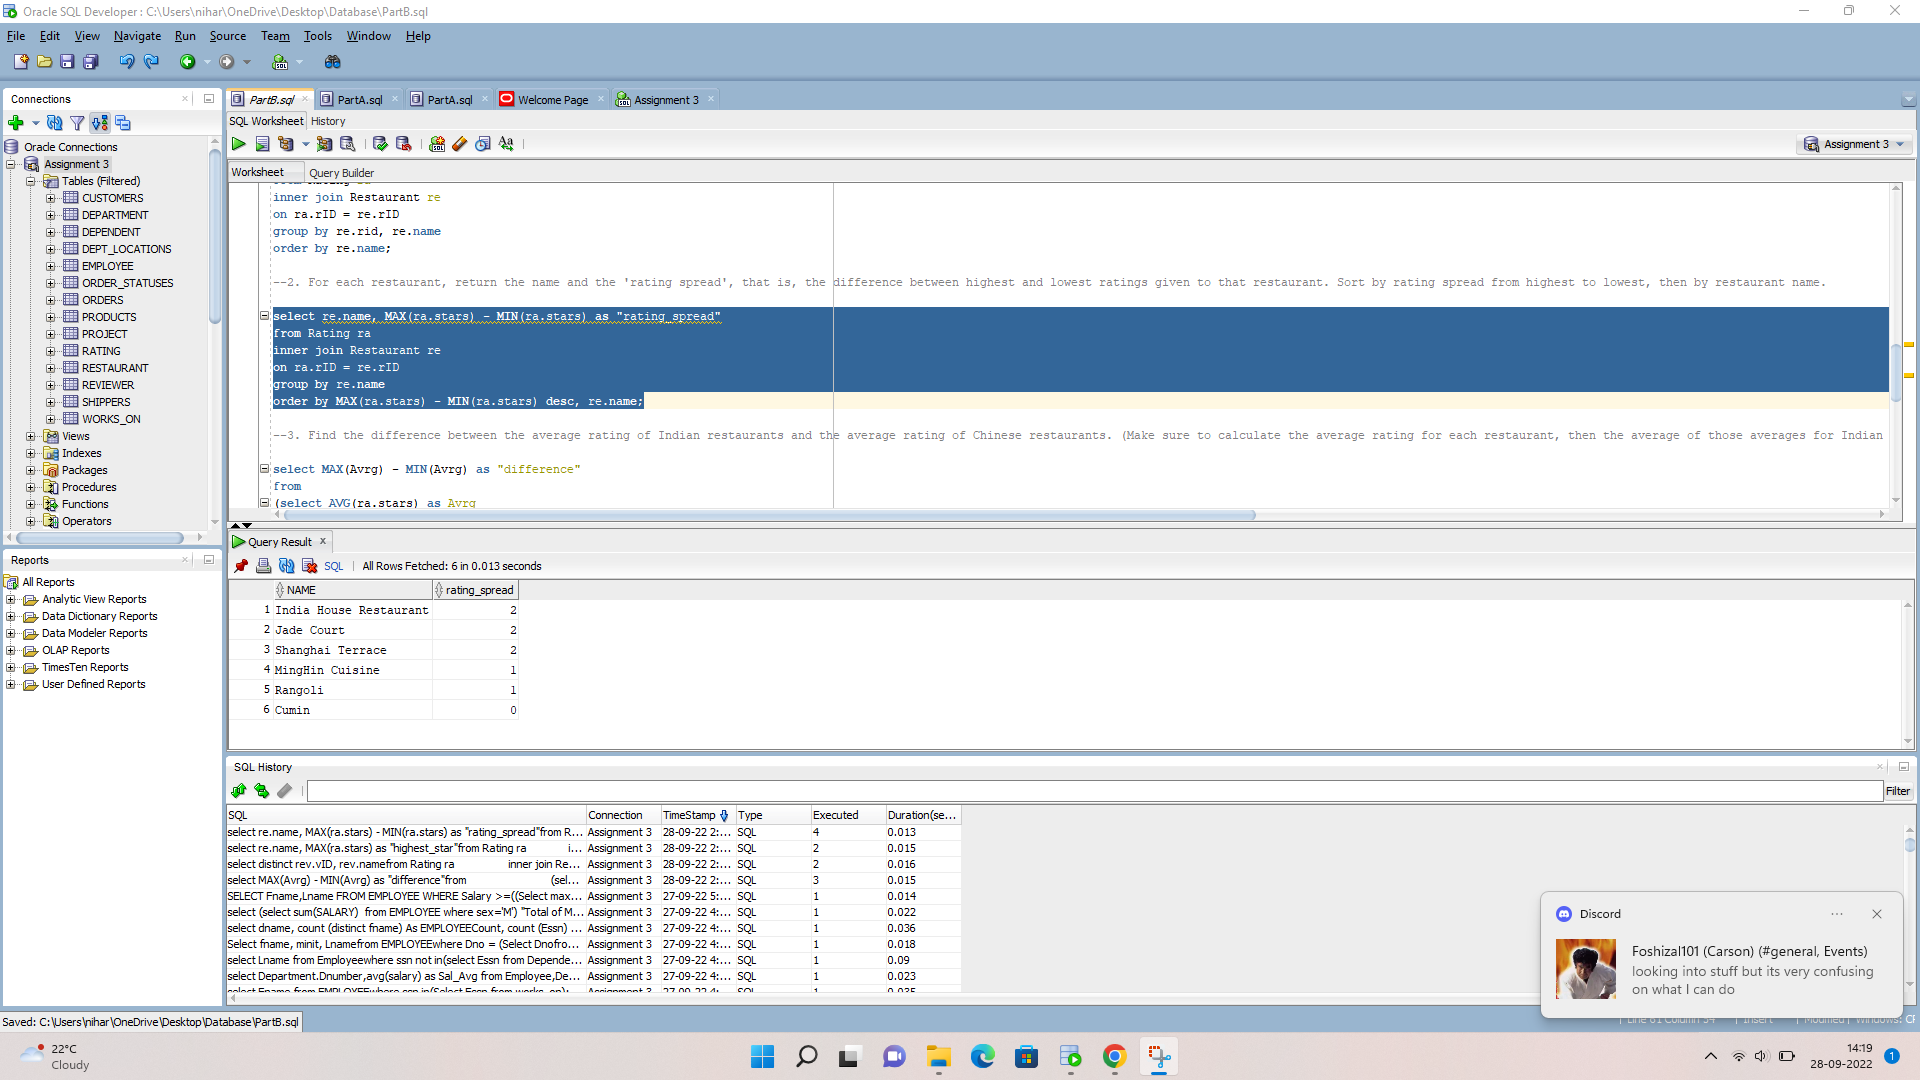 Oracle SQL Developer : C:\Users\nihar\OneDrive\Desktop\Database\PartB.sql
File Edit View Navigate Run Source Team Tools Window Help
Connections
Oracle Connections
Assignment 3
Tables (Filtered)
CUSTOMERS
DEPARTMENT
DEPENDENT
DEPT_LOCATIONS
EMPLOYEE
ORDER_STATUSES
ORDERS
PRODUCTS
PROJECT
RATING
RESTAURANT
REVIEWER
SHIPPERS
WORKS_ON
Views
Indexes
Packages
Procedures
Functions
Operators
Reports
All Reports
Analytic View Reports
Data Dictionary Reports
Data Modeler Reports
OLAP Reports
TimesTen Reports
User Defined Reports
PartB.sql PartA.sql PartA.sql Welcome Page Assignment 3
SQL Worksheet History
Aa
Assignment 3
Worksheet Query Builder
inner join Restaurant re
on ra.rID = re.rID
group by re.rid, re.name
order by re.name;
--2. For each restaurant, return the name and the 'rating spread', that is, the difference between highest and lowest ratings given to that restaurant. Sort by rating spread from highest to lowest, then by restaurant name.
select re.name, MAX(ra.stars) - MIN(ra.stars) as "rating_spread"
from Rating ra
inner join Restaurant re
on ra.rID = re.rID
group by re.name
order by MAX(ra.stars) - MIN(ra.stars) desc, re.name;
--3. Find the difference between the average rating of Indian restaurants and the average rating of Chinese restaurants. (Make sure to calculate the average rating for each restaurant, then the average of those averages for Indian
select MAX(Avrg) - MIN(Avrg) as "difference"
from
(select AVG(ra.stars) as Avrg
Query Result
SQL All Rows Fetched: 6 in 0.013 seconds
NAME rating_spread
1 India House Restaurant 2
2 Jade Court 2
3 Shanghai Terrace 2
4 MingHin Cuisine 1
5 Rangoli 1
6 Cumin 0
SQL History
Filter
SQL Connection TimeStamp Type Executed Duration(se...
select re.name, MAX(ra.stars) - MIN(ra.stars) as "rating_spread"from R... Assignment 3 28-09-22 2:... SQL 4 0.013
select re.name, MAX(ra.stars) as "highest_star"from Rating ra i... Assignment 3 28-09-22 2:... SQL 2 0.015
select distinct rev.vID, rev.namefrom Rating ra inner join Re... Assignment 3 28-09-22 2:... SQL 2 0.016
select MAX(Avrg) - MIN(Avrg) as "difference"from (sel... Assignment 3 28-09-22 2:... SQL 3 0.015
SELECT Fname,Lname FROM EMPLOYEE WHERE Salary >=((Select max... Assignment 3 27-09-22 5:... SQL 1 0.014
select (select sum(SALARY) from EMPLOYEE where sex='M') "Total of M... Assignment 3 27-09-22 4:... SQL 1 0.022
select dname, count (distinct fname) As EMPLOYEECount, count (Essn) ... Assignment 3 27-09-22 4:... SQL 1 0.036
Select fname, minit, Lnamefrom EMPLOYEEwhere Dno = (Select Dnofro... Assignment 3 27-09-22 4:... SQL 1 0.018
select Lname from Employeewhere ssn not in(select Essn from Depende... Assignment 3 27-09-22 4:... SQL 1 0.09
select Department.Dnumber,avg(salary) as Sal_Avg from Employee,De... Assignment 3 27-09-22 4:... SQL 1 0.023
select Fname from EMPLOYEEwhere ssn in(Select Essn from works_on); Assignment 3 27-09-22 4:... SQL 1 0.035
Discord
Foshizal101 (Carson) (#general, Events)
looking into stuff but its very confusing
on what I can do
Saved: C:\Users\nihar\OneDrive\Desktop\Database\PartB.sql
22°C
Cloudy
14:19
28-09-2022
1